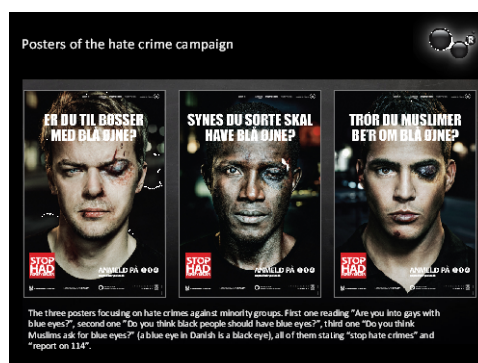 Posters of the hate crime campaign
R
ER DU TIL BØSSER
MED BLÅ ØJNE?
STOP
HAD
ANMELD PÅ
SYNES DU SORTE SKAL
HAVE BLÅ ØJNE?
STOP
HAD
ANMELD PÅ
TROR DU MUSLIMER
BE'R OM BLÅ ØJNE?
STOP
HAD
ANMELD PÅ
The three posters focusing on hate crimes against minority groups. First one reading "Are you into gays with
blue eyes?", second one "Do you think black people should have blue eyes?", third one "Do you think
Muslims ask for blue eyes?" (a blue eye in Danish is a black eye), all of them stating "stop hate crimes" and
"report on 114".